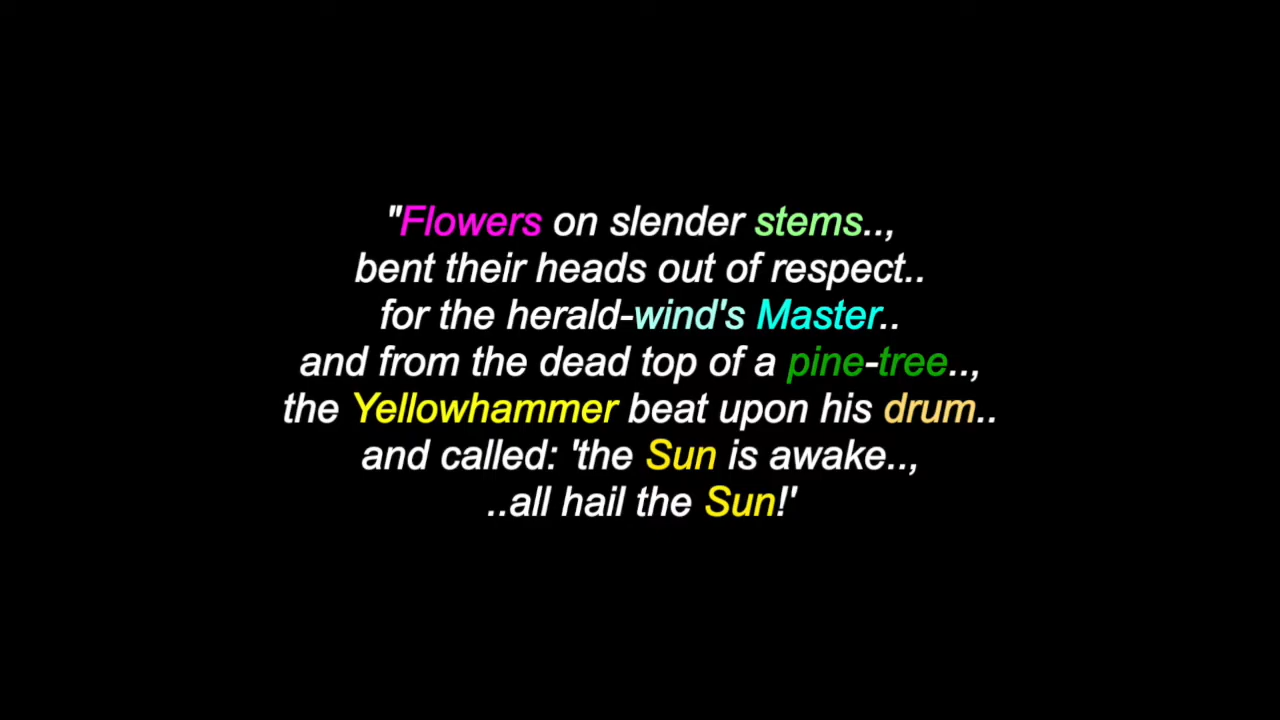 "Flowers on slender stems..,
bent their heads out of respect..
for the herald-wind's Master..
and from the dead top of a pine-tree..,
the Yellowhammer beat upon his drum..
and called: 'the Sun is awake..,
..all hail the Sun!'